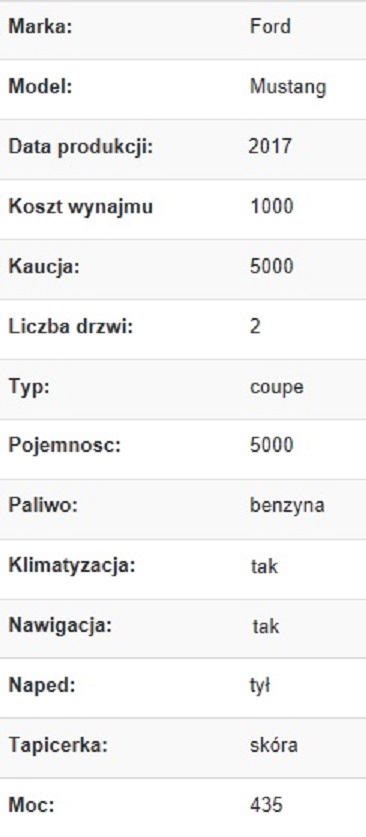 Marka: Ford
Model: Mustang
Data produkcji: 2017
Koszt wynajmu 1000
Kaucja: 5000
Liczba drzwi: 2
Typ: coupe
Pojemnosc: 5000
Paliwo: benzyna
Klimatyzacja: tak
Nawigacja: tak
Naped: tył
Tapicerka: skóra
Moc: 435